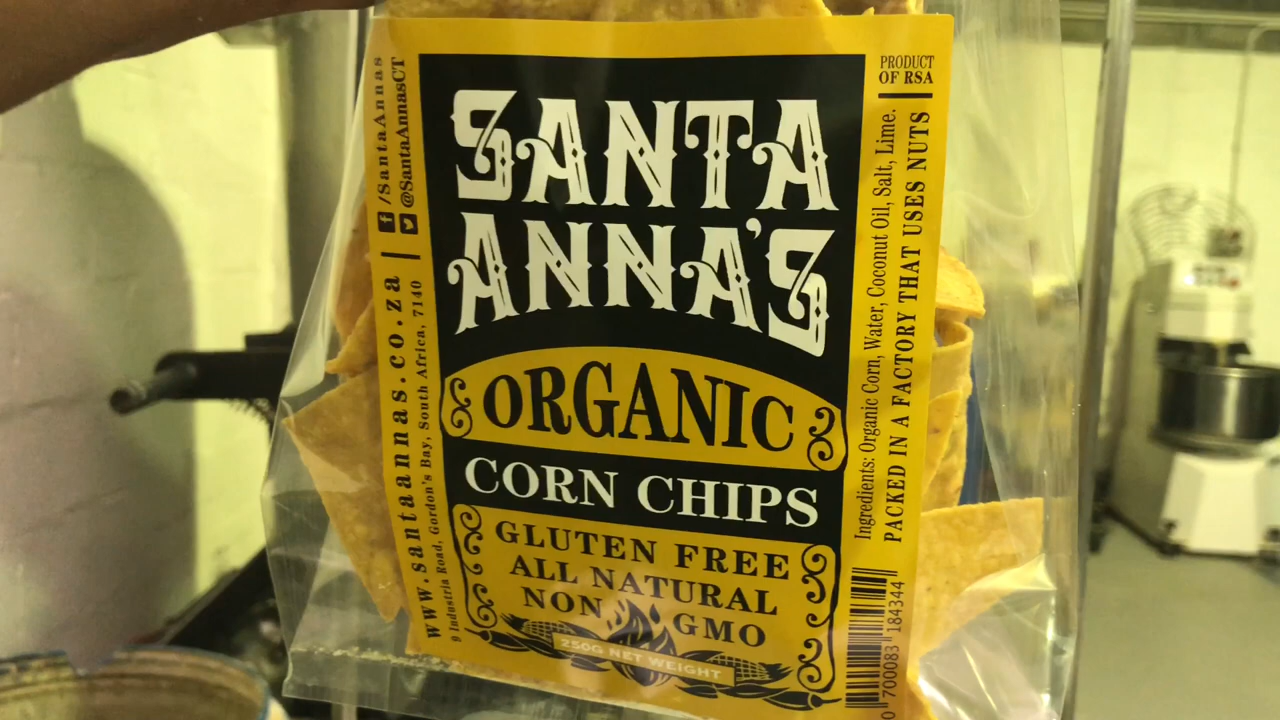 SANTA
ANNA'S
ORGANIC
CORN CHIPS
GLUTEN FREE
ALL NATURAL
NON GMO
250G NET WEIGHT
/SantaAnnas
@SantaAnnasCT
www.santaannas.co.za
9 Industria Road, Gordon's Bay, South Africa, 7140
PRODUCT
OF RSA
Ingredients: Organic Corn, Water, Coconut Oil, Salt, Lime.
PACKED IN A FACTORY THAT USES NUTS
0 700083 184344